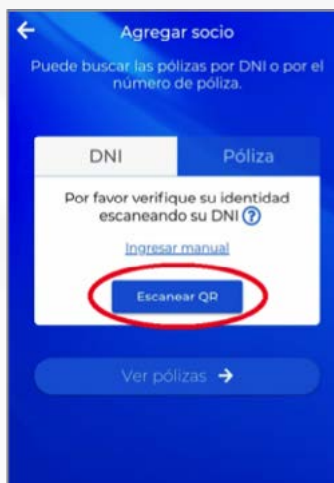 Agregar socio
Puede buscar las pólizas por DNI o por el
número de póliza.
DNI
Póliza
Por favor verifique su identidad
escaneando su DNI ?
Ingresar manual
Escanear QR
Ver pólizas